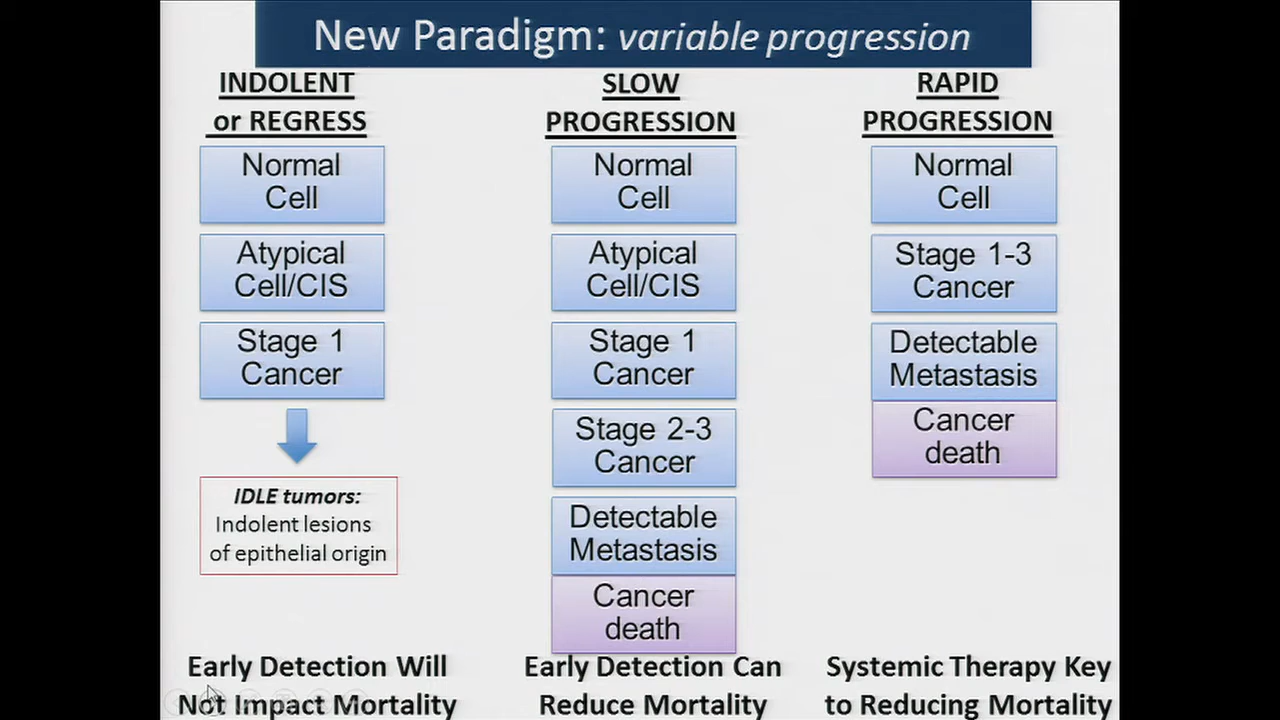 New Paradigm: variable progression
INDOLENT
or REGRESS
Normal
Cell
Atypical
Cell/CIS
Stage 1
Cancer
IDLE tumors:
Indolent lesions
of epithelial origin
Early Detection Will
Not Impact Mortality
SLOW
PROGRESSION
Normal
Cell
Atypical
Cell/CIS
Stage 1
Cancer
Stage 2-3
Cancer
Detectable
Metastasis
Cancer
death
Early Detection Can
Reduce Mortality
RAPID
PROGRESSION
Normal
Cell
Stage 1-3
Cancer
Detectable
Metastasis
Cancer
death
Systemic Therapy Key
to Reducing Mortality